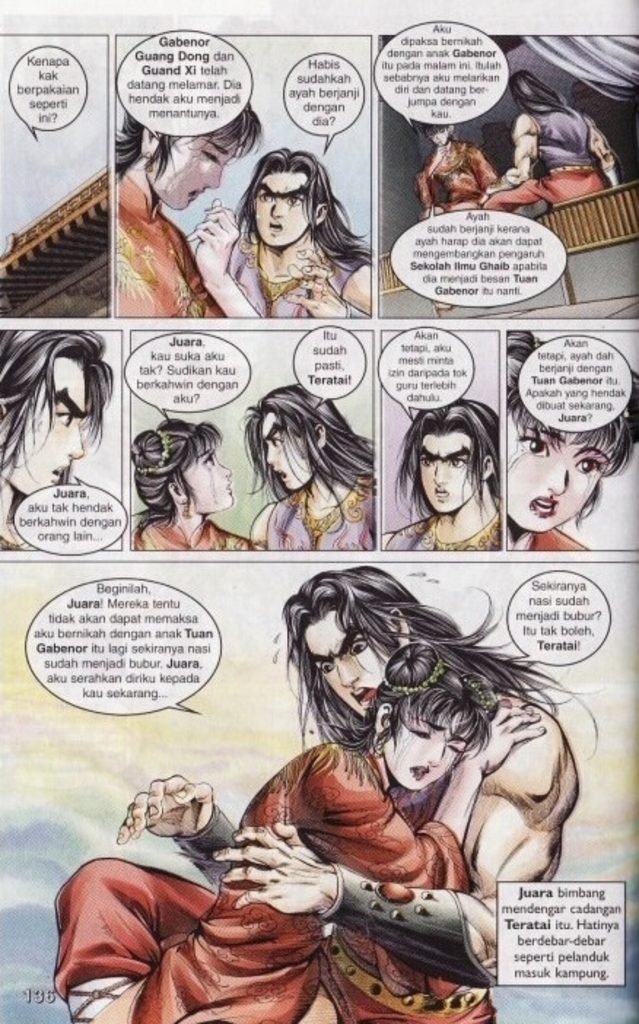 Kenapa
kak
berpakaian
seperti
ini?
Gabenor
Guang Dong dan
Guand Xi telah
datang melamar. Dia
hendak aku menjadi
menantunya.
Habis
sudahkah
ayah berjanji
dengan
dia?
Aku
dipaksa bernikah
dengan anak Gabenor
itu pada malam ini. Itulah
sebabnya aku melarikan
diri dan datang ber-
jumpa dengan
kau.
Ayah
sudah berjanji kerana
ayah harap dia akan dapat
mengembangkan pengaruh
Sekolah Ilmu Ghaib apabila
dia menjadi besan Tuan
Gabenor itu nanti.
Juara,
aku tak hendak
berkahwin dengan
orang lain...
Juara,
kau suka aku
tak? Sudikan kau
berkahwin dengan
aku?
Itu
sudah
pasti,
Teratai!
Akan
tetapi, aku
mesti minta
izin daripada tok
guru terlebih
dahulu.
Akan
tetapi, ayah dah
berjanji dengan
Tuan Gabenor itu.
Apakah yang hendak
dibuat sekarang,
Juara?
Beginilah,
Juara! Mereka tentu
tidak akan dapat memaksa
aku bernikah dengan anak Tuan
Gabenor itu lagi sekiranya nasi
sudah menjadi bubur. Juara,
aku serahkan diriku kepada
kau sekarang...
Sekiranya
nasi sudah
menjadi bubur?
Itu tak boleh,
Teratai!
Juara bimbang
mendengar cadangan
Teratai itu. Hatinya
berdebar-debar
seperti pelanduk
masuk kampung.
136